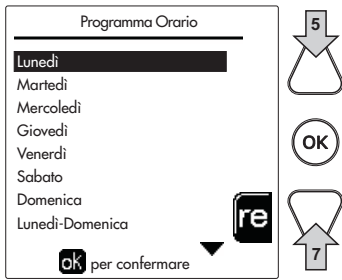 Programma Orario
Lunedì
Martedì
Mercoledì
Giovedì
Venerdì
Sabato
Domenica
Lunedì-Domenica
re
ok per confermare
5
OK
7